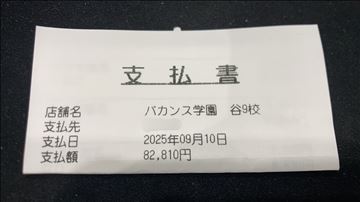 支払書
店舗名 バカンス学園 谷9校
支払先
支払日 2025年09月10日
支払額 82,810円